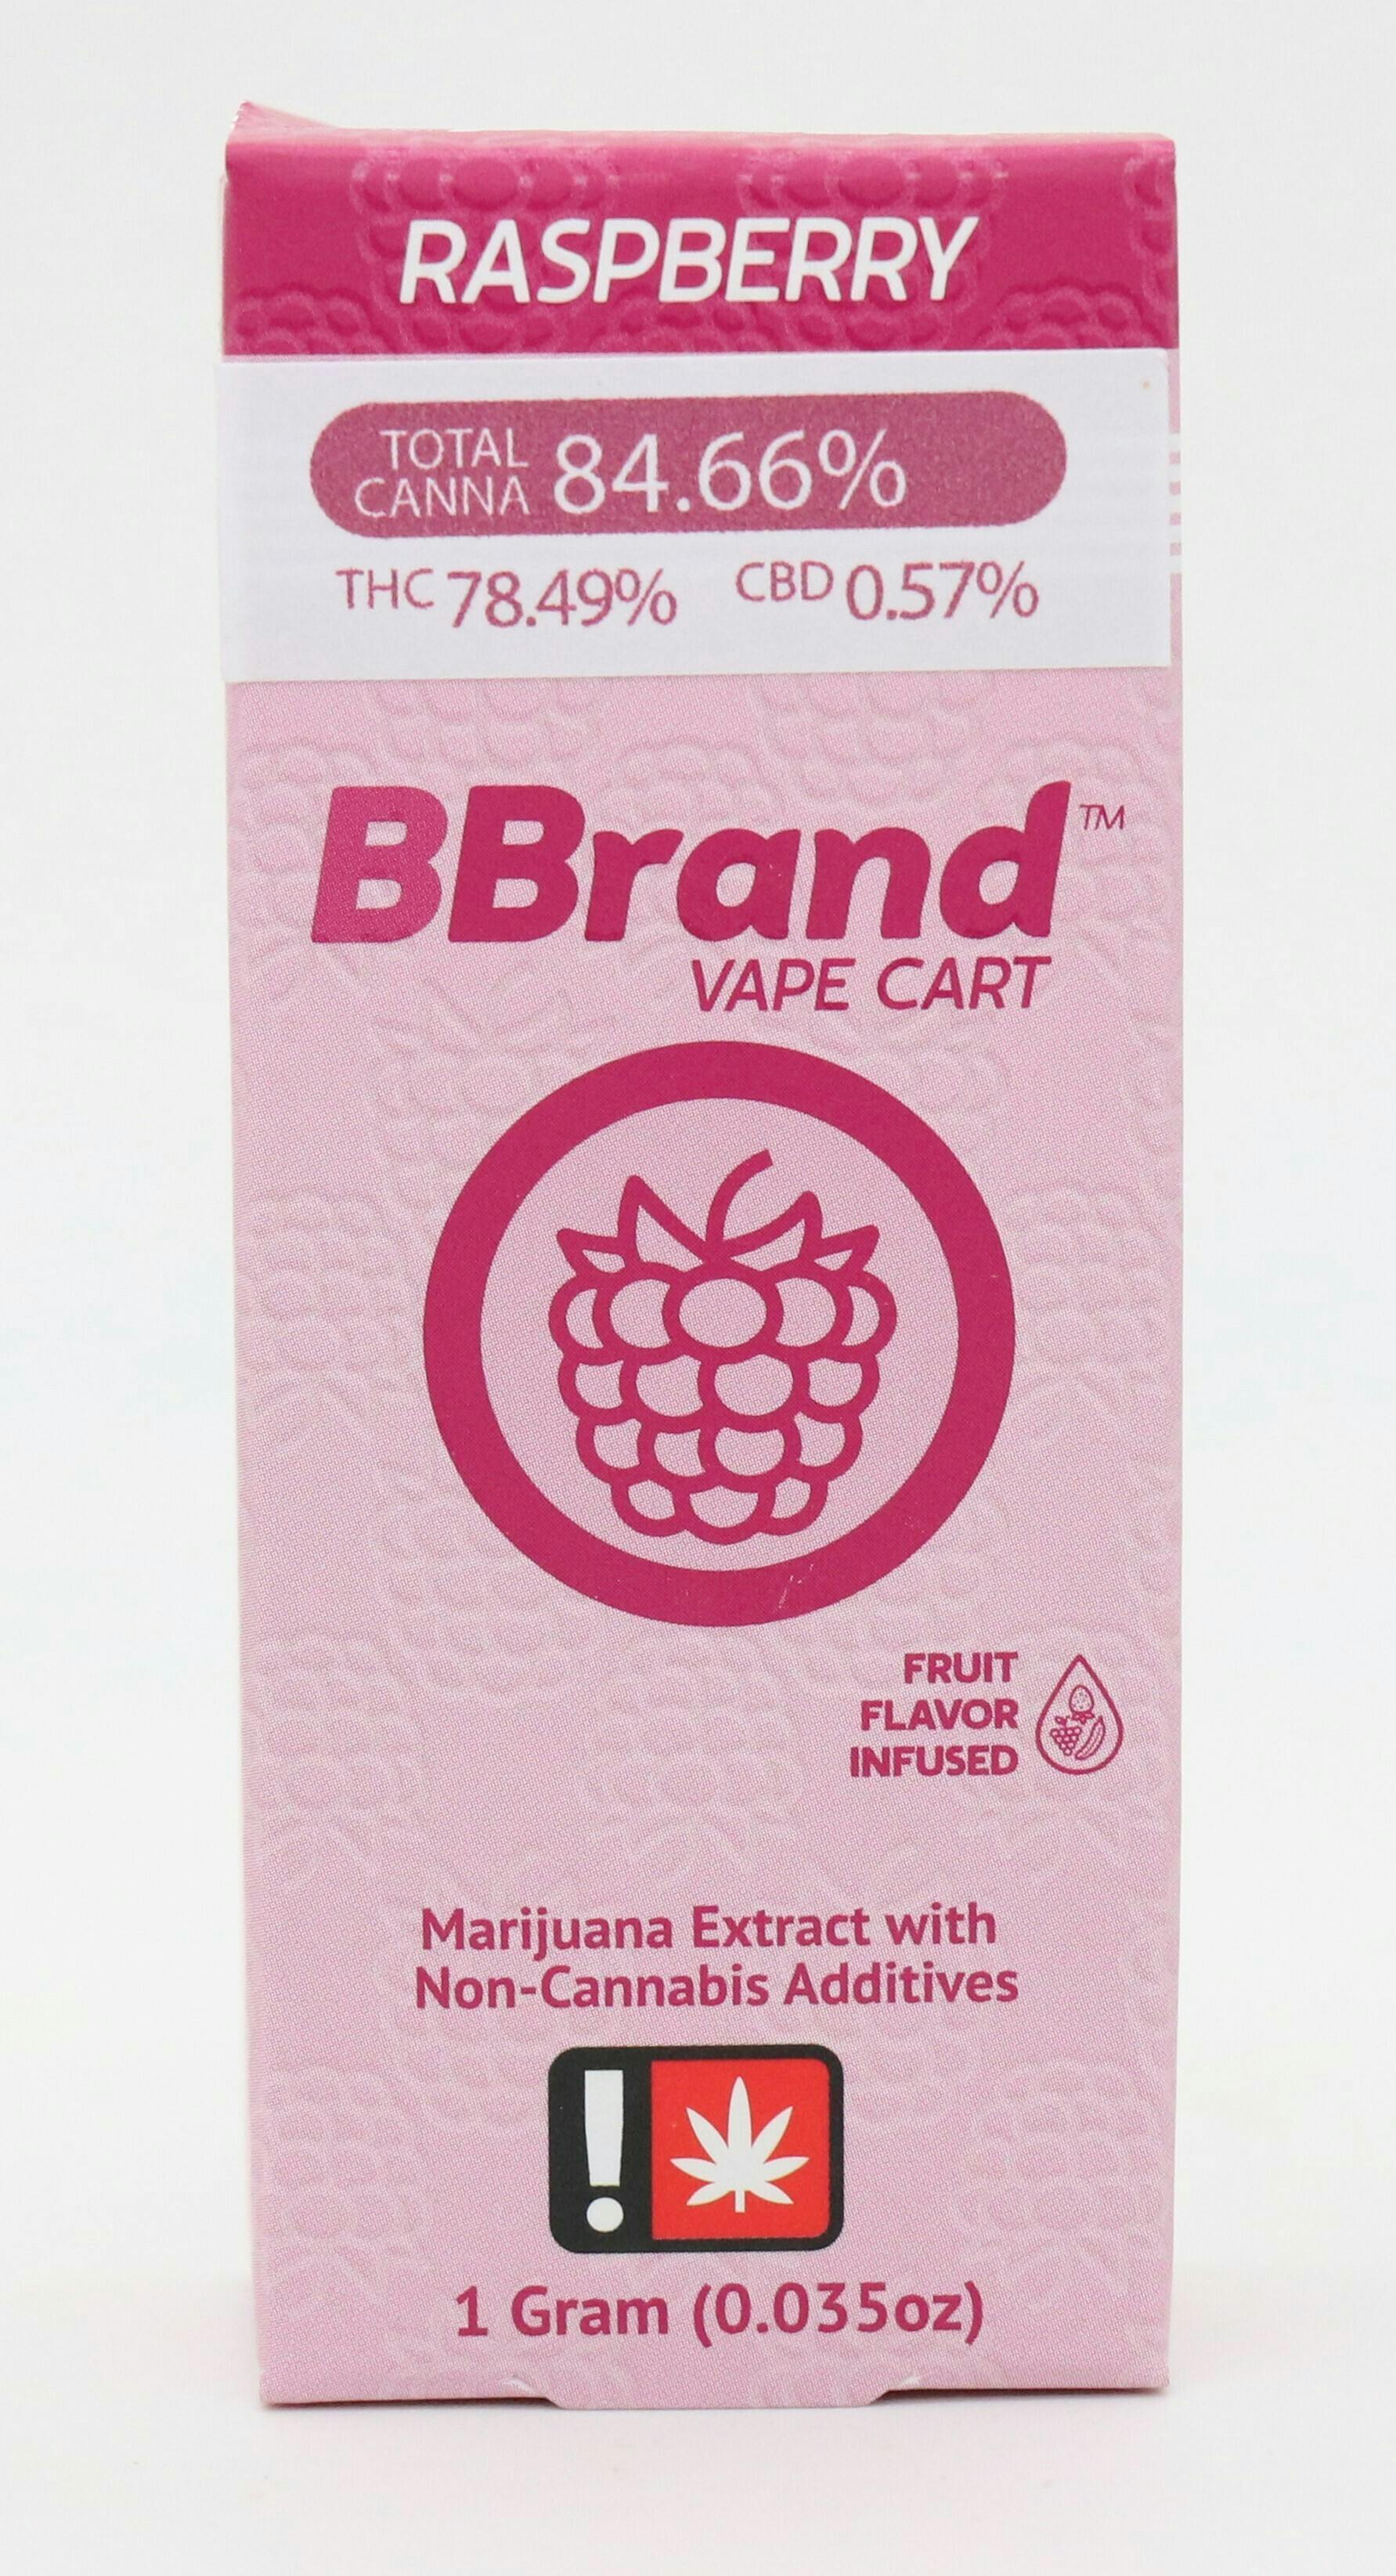 RASPBERRY
TOTAL
CANNA 84.66%
THC 78.49% CBD 0.57%
BBrand™
VAPE CART
FRUIT
FLAVOR
INFUSED
Marijuana Extract with
Non-Cannabis Additives
!
1 Gram (0.035oz)